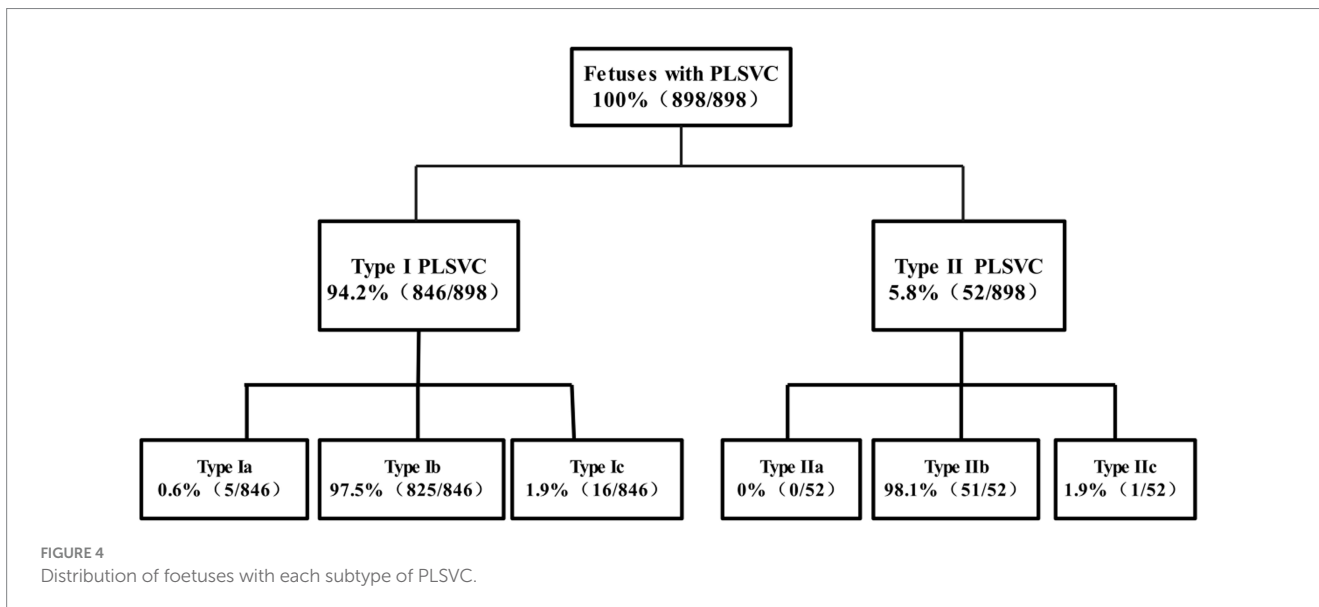 Fetuses with PLSVC
100%（898/898）
Type I PLSVC
94.2%（846/898）
Type II PLSVC
5.8%（52/898）
Type Ia
0.6%（5/846）
Type Ib
97.5%（825/846）
Type Ic
1.9%（16/846）
Type IIa
0%（0/52）
Type IIb
98.1%（51/52）
Type IIc
1.9%（1/52）
FIGURE 4
Distribution of foetuses with each subtype of PLSVC.